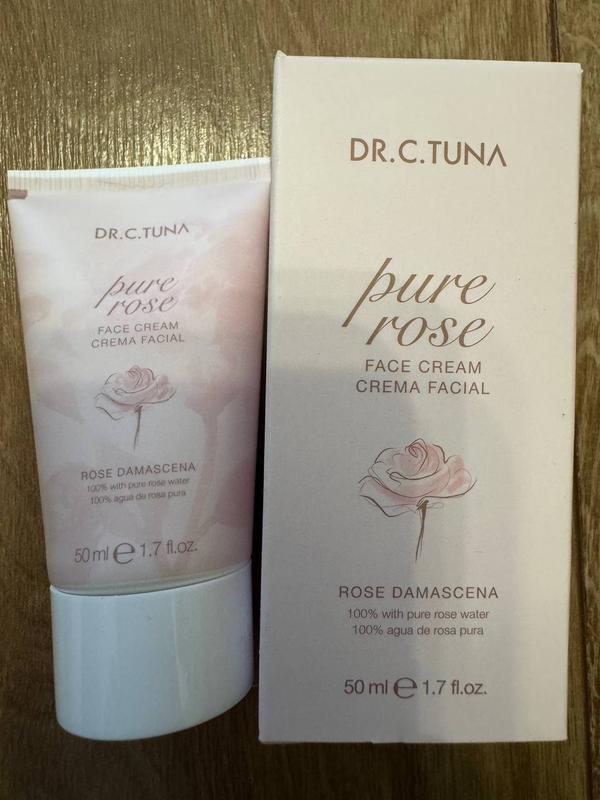 DR.C.TUNA
pure
rose
FACE CREAM
CREMA FACIAL
ROSE DAMASCENA
100% with pure rose water
100% agua de rosa pura
50 ml e 1.7 fl.oz.
DR.C.TUNA
pure
rose
FACE CREAM
CREMA FACIAL
ROSE DAMASCENA
100% with pure rose water
100% agua de rosa pura
50 ml e 1.7 fl.oz.